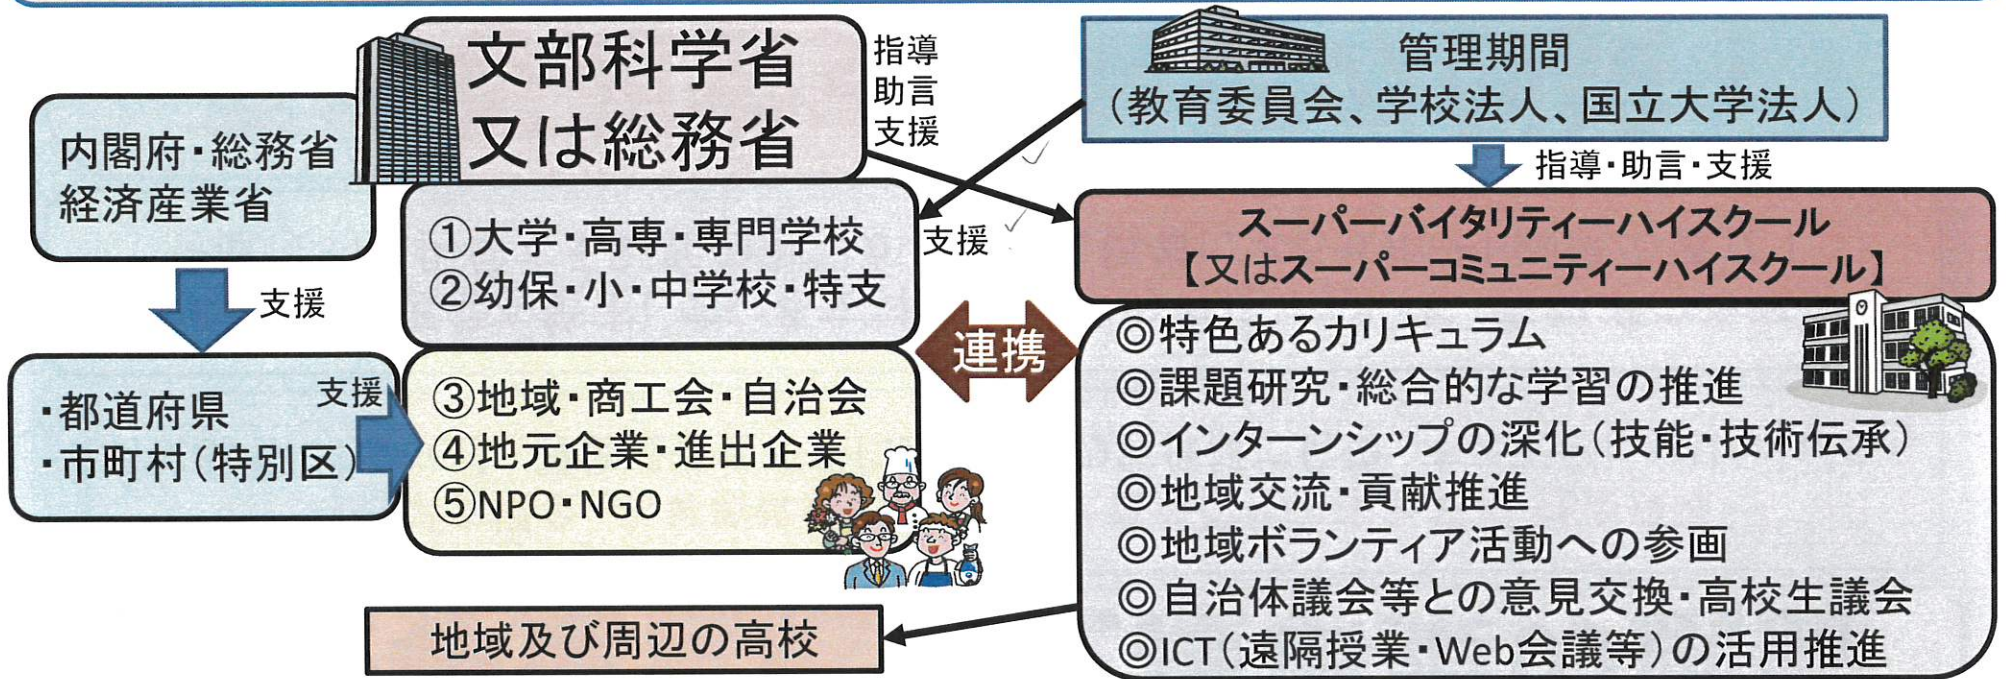 文部科学省
又は総務省
指導
助言
支援
管理期間
（教育委員会、学校法人、国立大学法人）
内閣府・総務省
経済産業省
指導・助言・支援
①大学・高専・専門学校
②幼保・小・中学校・特支
支援
スーパーバイタリティーハイスクール
【又はスーパーコミュニティーハイスクール】
支援
連携
・都道府県
・市町村（特別区）
支援
③地域・商工会・自治会
④地元企業・進出企業
⑤NPO・NGO
◎特色あるカリキュラム
◎課題研究・総合的な学習の推進
◎インターンシップの深化（技能・技術伝承）
◎地域交流・貢献推進
◎地域ボランティア活動への参画
◎自治体議会等との意見交換・高校生議会
◎ICT（遠隔授業・Web会議等）の活用推進
地域及び周辺の高校